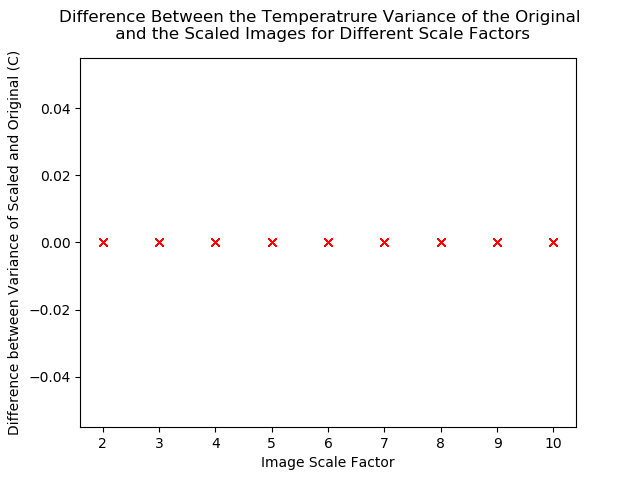 Difference Between the Temperatrure Variance of the Original
and the Scaled Images for Different Scale Factors
Difference between Variance of Scaled and Original (C)
0.04
0.02
0.00
−0.02
−0.04
2 3 4 5 6 7 8 9 10
Image Scale Factor